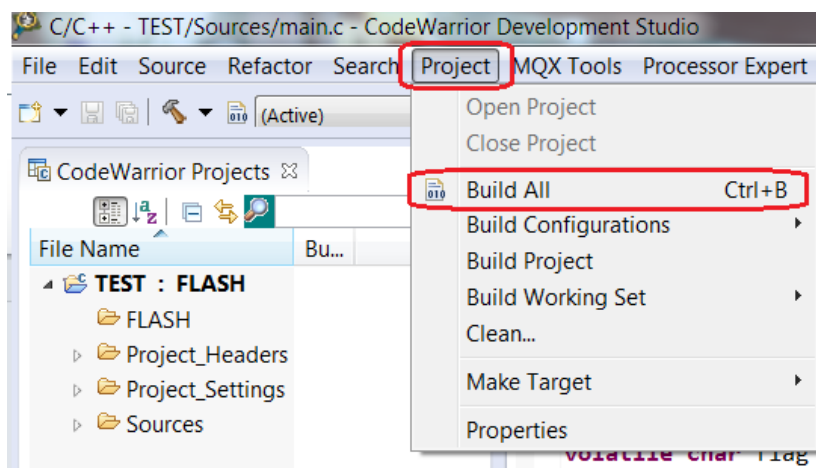 C/C++ - TEST/Sources/main.c - CodeWarrior Development Studio
File Edit Source Refactor Search Project MQX Tools Processor Expert
(Active)
Open Project
Close Project
CodeWarrior Projects
Build All Ctrl+B
Build Configurations
File Name Bu...
Build Project
TEST : FLASH
Build Working Set
FLASH
Clean...
Project_Headers
Make Target
Project_Settings
Sources
Properties
volatile char flag